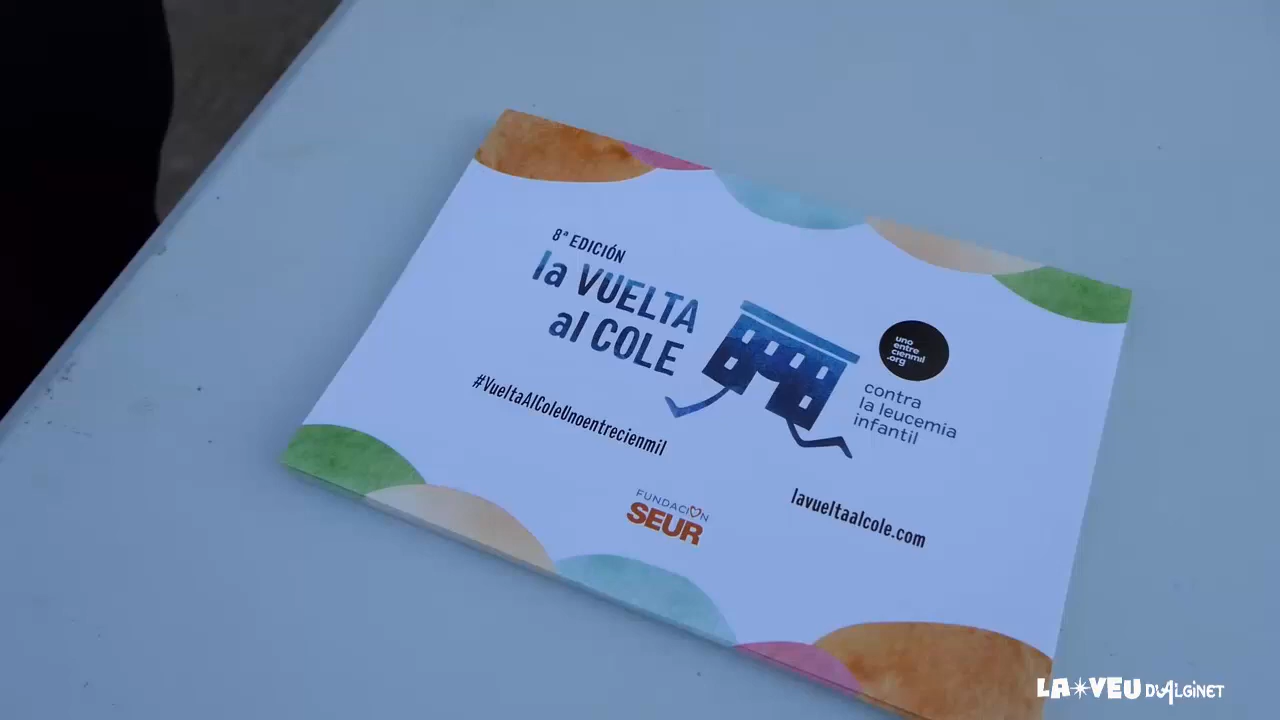 8ª EDICIÓN
la VUELTA
al COLE
#VueltaAlColeUnoentrecienmil
uno
entre
cienmil
.org
contra
la leucemia
infantil
FUNDACIÓN
SEUR
lavueltaalcole.com
LA VEU D'ALGINET